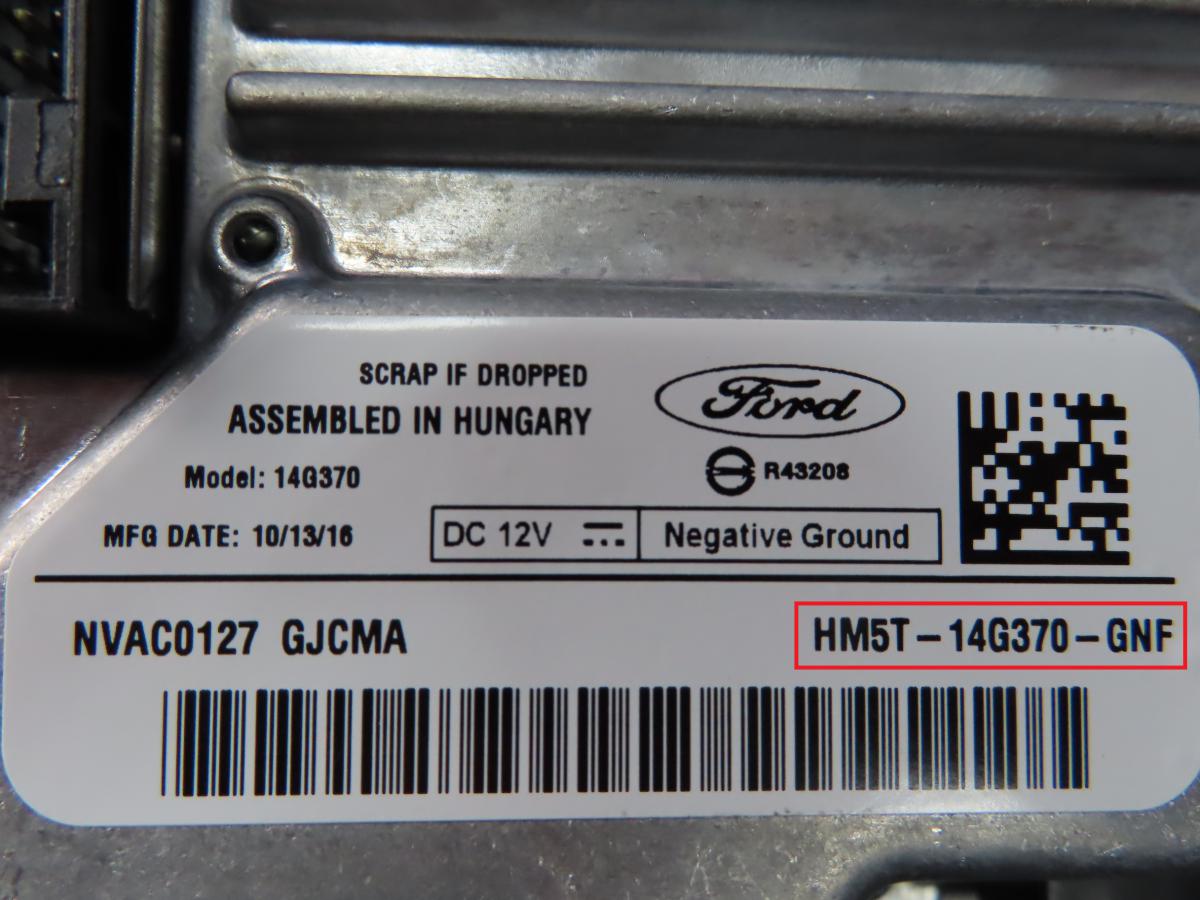 SCRAP IF DROPPED
ASSEMBLED IN HUNGARY
Model: 14G370
MFG DATE: 10/13/16
Ford
R43208
DC 12V
Negative Ground
NVAC0127 GJCMA
HM5T-14G370-GNF